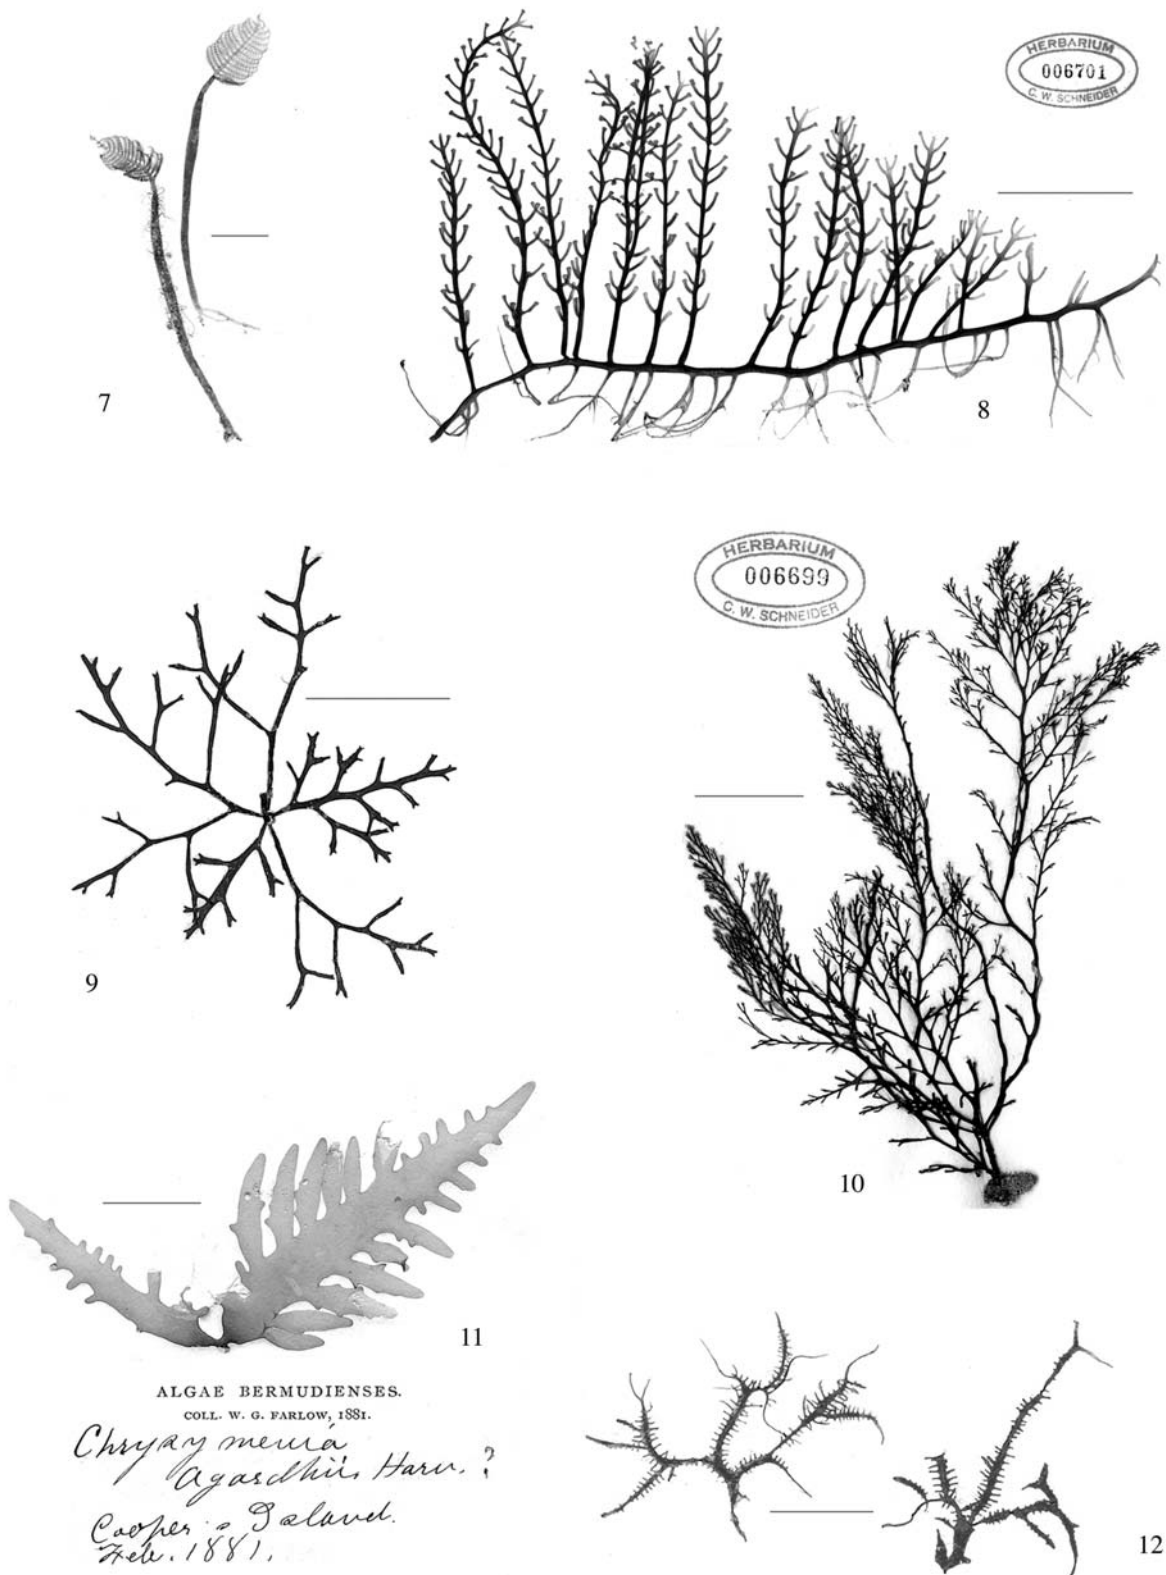 HERBARIUM
006701
C. W. SCHNEIDER
7
8
HERBARIUM
006699
C. W. SCHNEIDER
9
10
11
ALGAE BERMUDIENSES.
COLL. W. G. FARLOW, 1881.
Chrysymenia
Agardhii Harv. ?
Cooper's Island.
Feb. 1881.
12